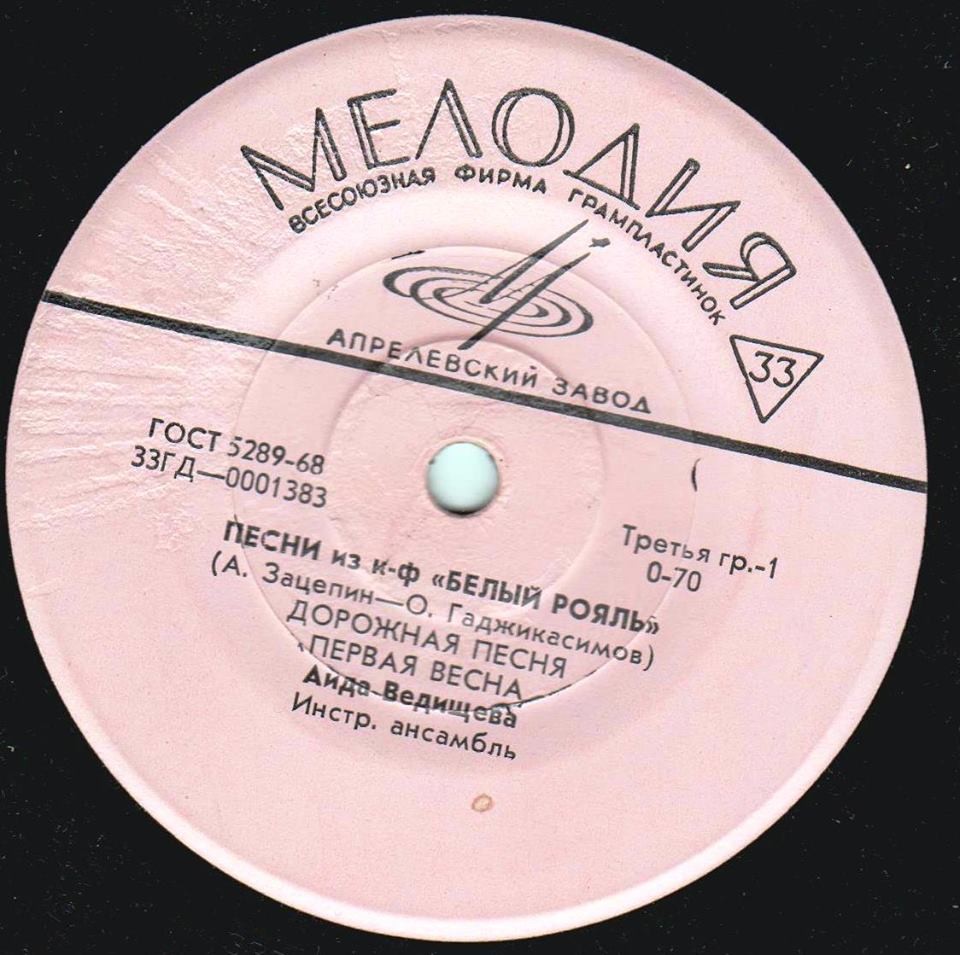 МЕЛОДИЯ
ВСЕСОЮЗНАЯ ФИРМА ГРАМПЛАСТИНОК
33
АПРЕЛЕВСКИЙ ЗАВОД
ГОСТ 5289-68
33ГД—0001383
Третья гр.-1
0-70
ПЕСНИ из к-ф «БЕЛЫЙ РОЯЛЬ»
(А. Зацепин—О. Гаджикасимов)
ДОРОЖНАЯ ПЕСНЯ
ПЕРВАЯ ВЕСНА
Аида Ведищева
Инстр. ансамбль